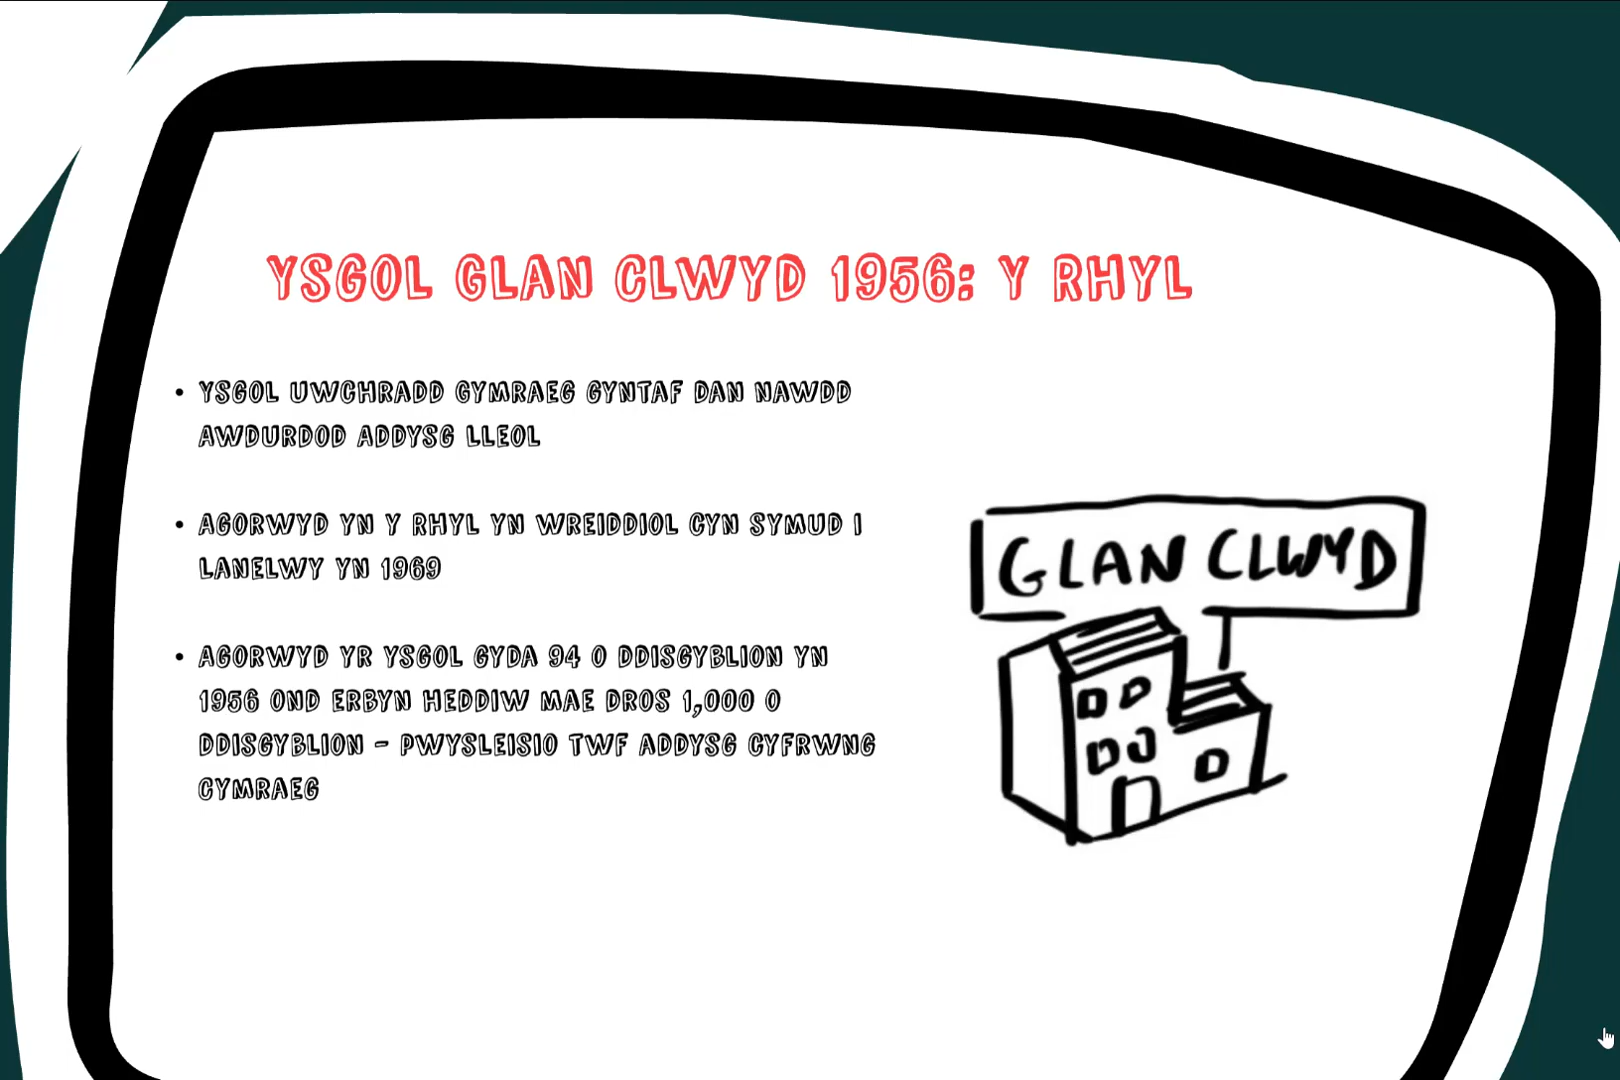 YSGOL GLAN CLWYD 1956: Y RHYL
• YSGOL UWCHRADD GYMRAEG GYNTAF DAN NAWDD
AWDURDOD ADDYSG LLEOL
• AGORWYD YN Y RHYL YN WREIDDIOL CYN SYMUD I
LANELWY YN 1969
• AGORWYD YR YSGOL GYDA 94 O DDISGYBLION YN
1956 OND ERBYN HEDDIW MAE DROS 1,000 O
DDISGYBLION - PWYSLEISIO TWF ADDYSG CYFRWNG
CYMRAEG
GLAN CLWYD